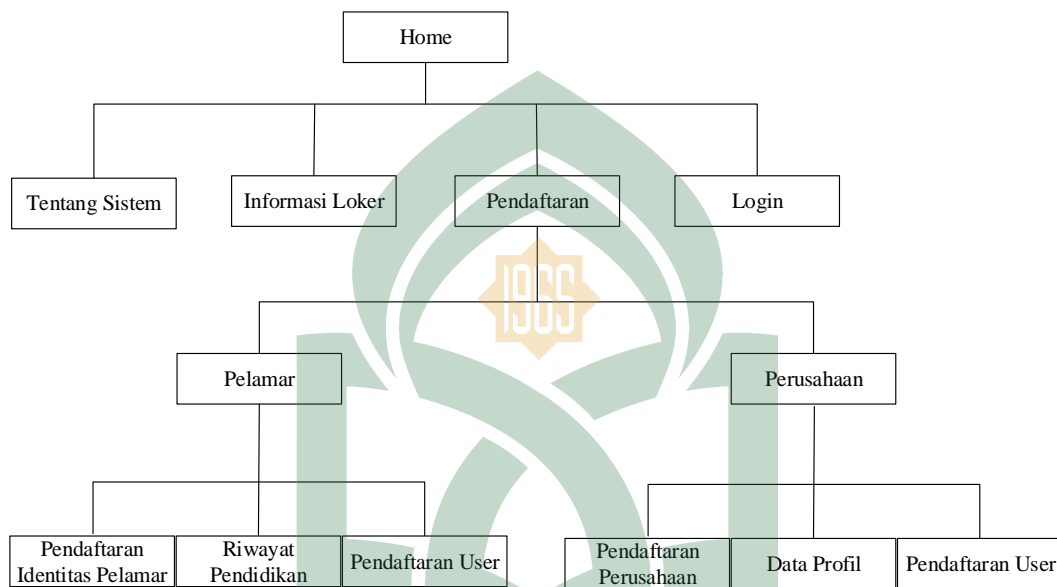 Home
Tentang Sistem
Informasi Loker
Pendaftaran
Login
1965
Pelamar
Perusahaan
Pendaftaran
Identitas Pelamar
Riwayat
Pendidikan
Pendaftaran User
Pendaftaran
Perusahaan
Data Profil
Pendaftaran User